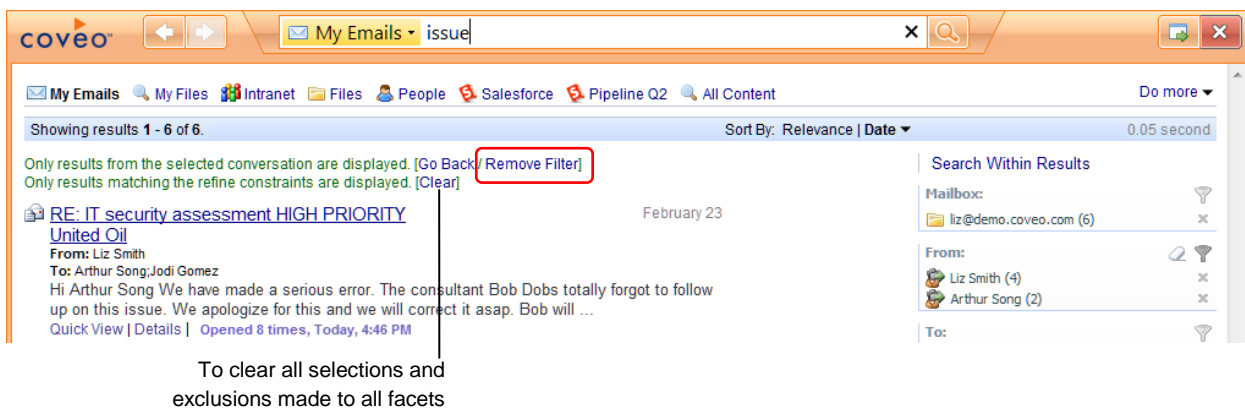 coveo™ My Emails issue
My Emails My Files Intranet Files People Salesforce Pipeline Q2 All Content Do more
Showing results 1 - 6 of 6. Sort By: Relevance | Date 0.05 second
Only results from the selected conversation are displayed. [Go Back / Remove Filter]
Only results matching the refine constraints are displayed. [Clear]
RE: IT security assessment HIGH PRIORITY February 23
United Oil
From: Liz Smith
To: Arthur Song;Jodi Gomez
Hi Arthur Song We have made a serious error. The consultant Bob Dobs totally forgot to follow
up on this issue. We apologize for this and we will correct it asap. Bob will ...
Quick View | Details | Opened 8 times, Today, 4:46 PM
Search Within Results
Mailbox:
liz@demo.coveo.com (6)
From:
Liz Smith (4)
Arthur Song (2)
To:
To clear all selections and
exclusions made to all facets